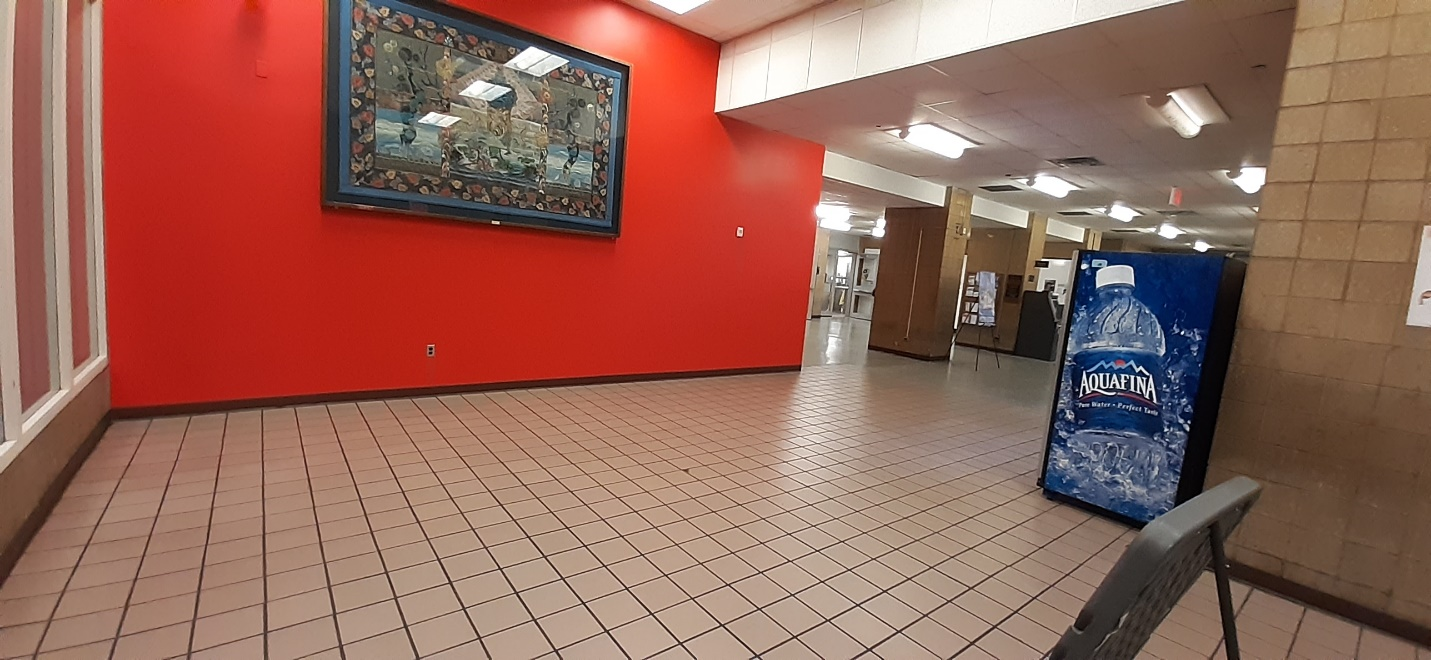 AQUAFINA
Pure Water • Perfect Taste